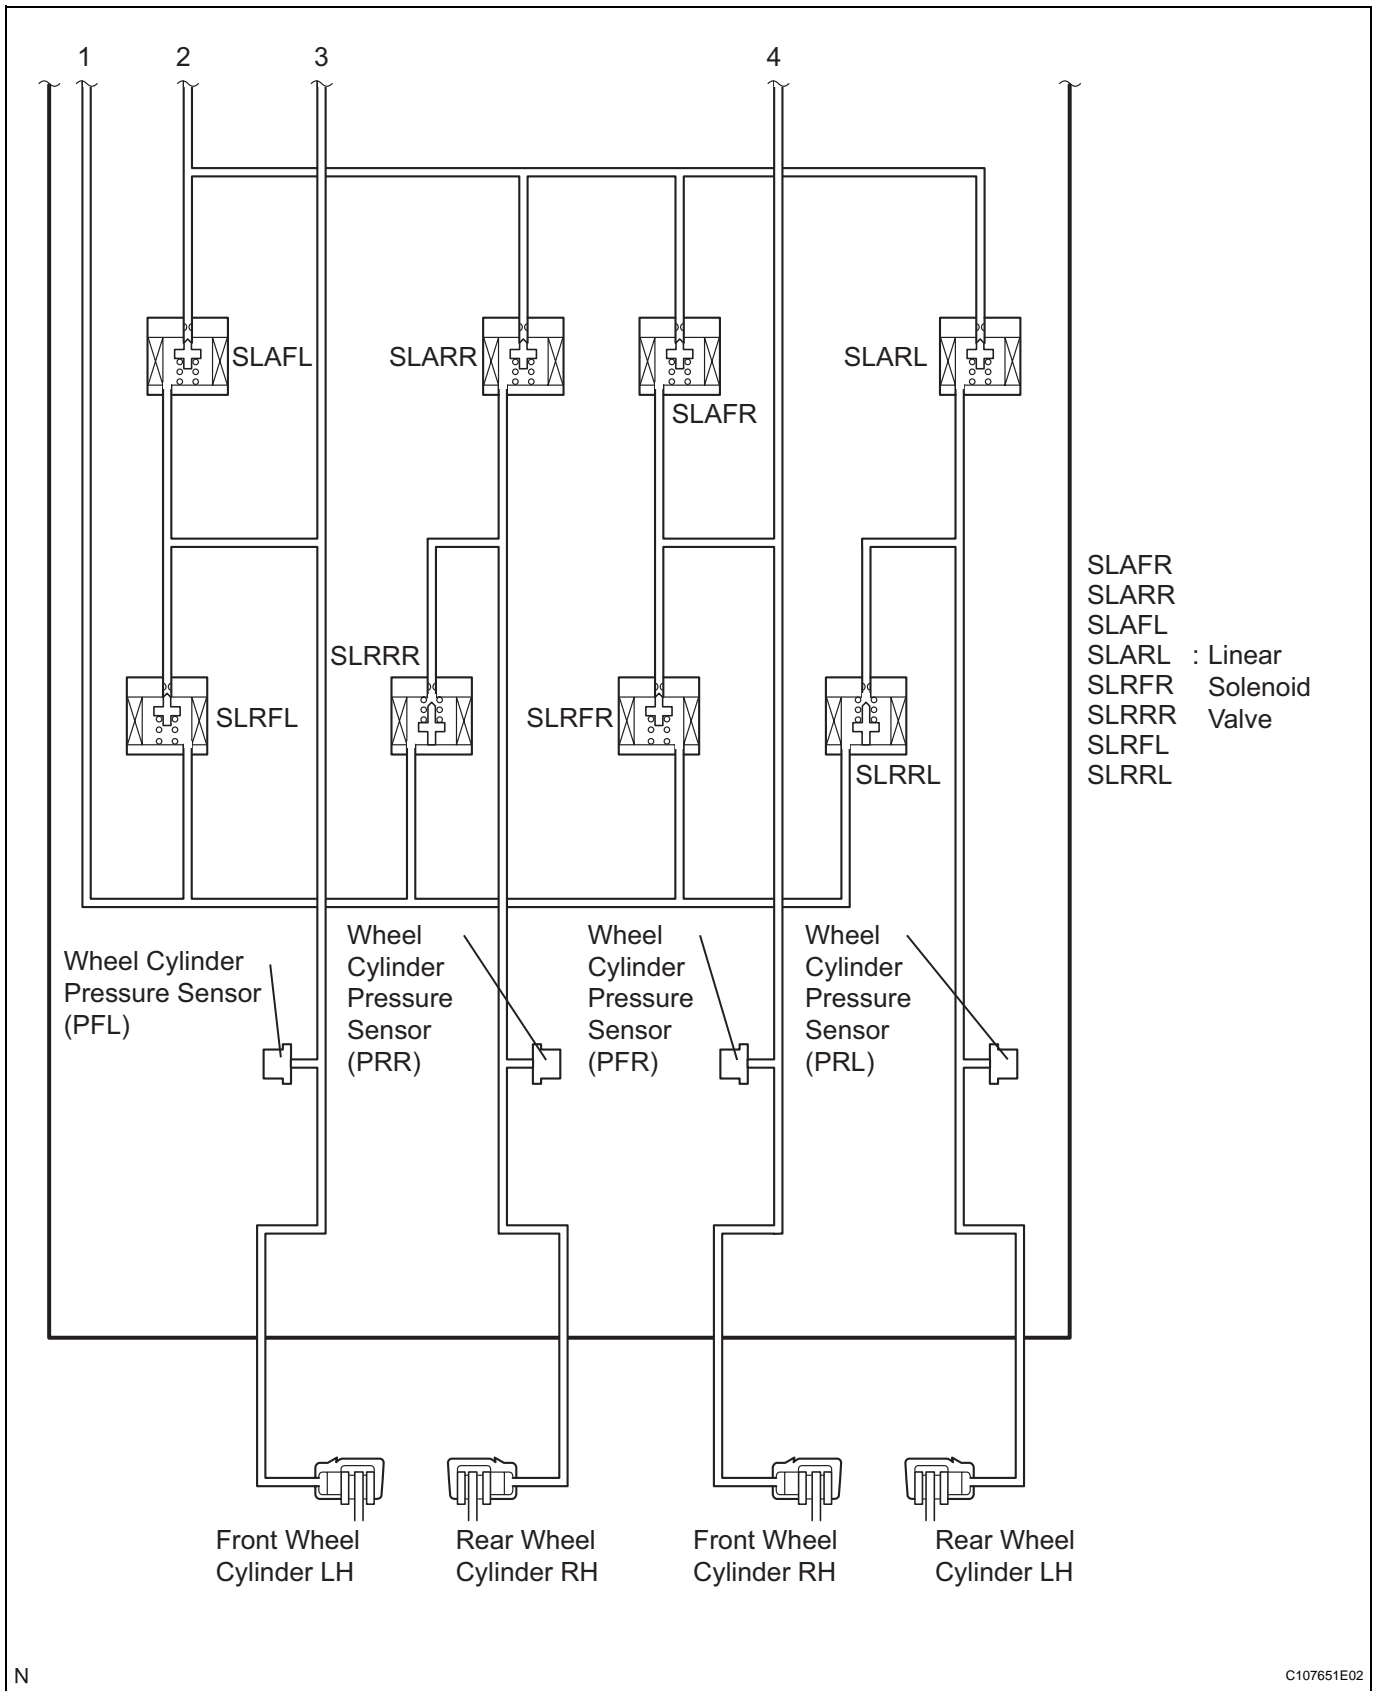 1 2 3 4
SLAFL
SLARR
SLARL
SLAFR
SLRRR
SLRFL
SLRFR
SLRRL
SLAFR
SLARR
SLAFL
SLARL : Linear
SLRFR Solenoid
SLRRR Valve
SLRFL
SLRRL
Wheel Cylinder
Pressure Sensor
(PFL)
Wheel
Cylinder
Pressure
Sensor
(PRR)
Wheel
Cylinder
Pressure
Sensor
(PFR)
Wheel
Cylinder
Pressure
Sensor
(PRL)
Front Wheel
Cylinder LH
Rear Wheel
Cylinder RH
Front Wheel
Cylinder RH
Rear Wheel
Cylinder LH
N
C107651E02